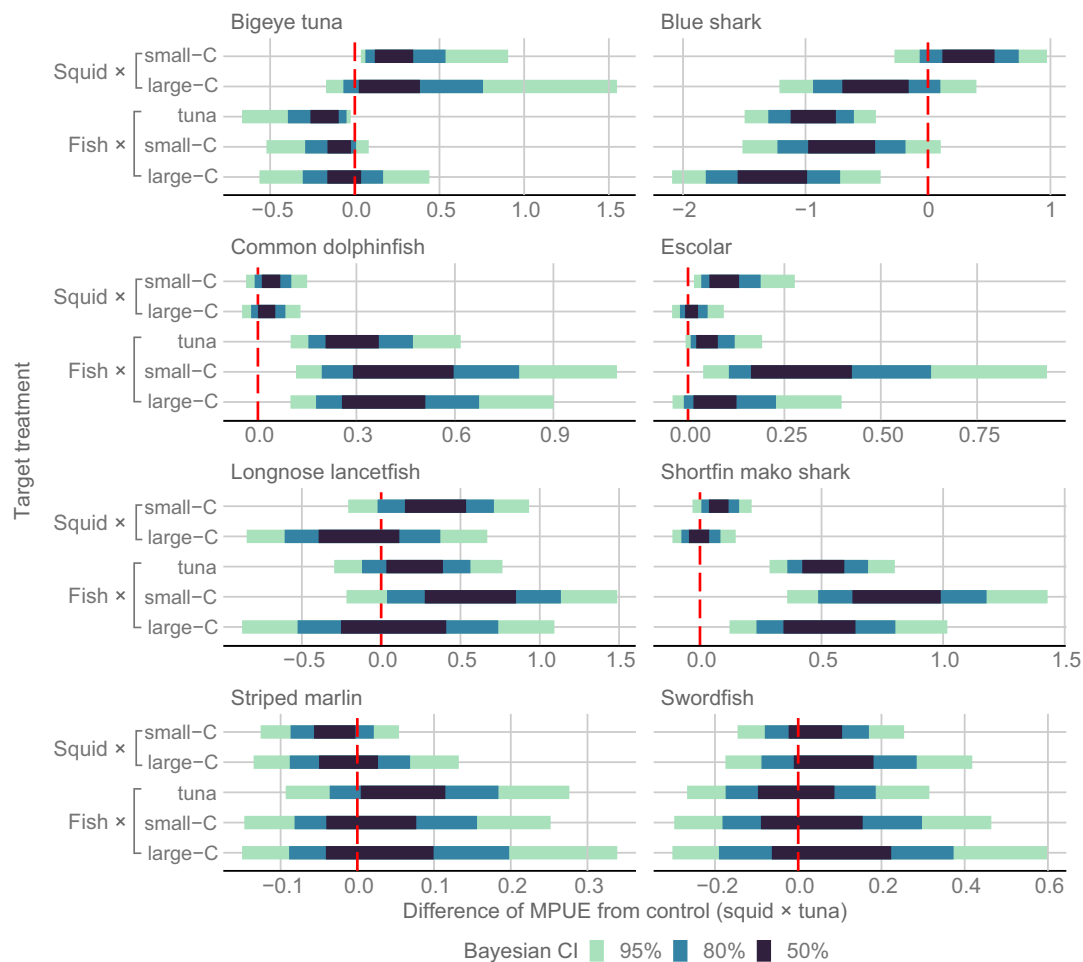 Bigeye tuna
Blue shark
Squid ×
small−C
large−C
Fish ×
tuna
small−C
large−C
−0.5 0.0 0.5 1.0 1.5
−2 −1 0 1
Common dolphinfish
Escolar
Squid ×
small−C
large−C
Fish ×
tuna
small−C
large−C
0.0 0.3 0.6 0.9
0.00 0.25 0.50 0.75
Target treatment
Longnose lancetfish
Shortfin mako shark
Squid ×
small−C
large−C
Fish ×
tuna
small−C
large−C
−0.5 0.0 0.5 1.0 1.5
0.0 0.5 1.0 1.5
Striped marlin
Swordfish
Squid ×
small−C
large−C
Fish ×
tuna
small−C
large−C
−0.1 0.0 0.1 0.2 0.3
−0.2 0.0 0.2 0.4 0.6
Difference of MPUE from control (squid × tuna)
Bayesian CI 95% 80% 50%